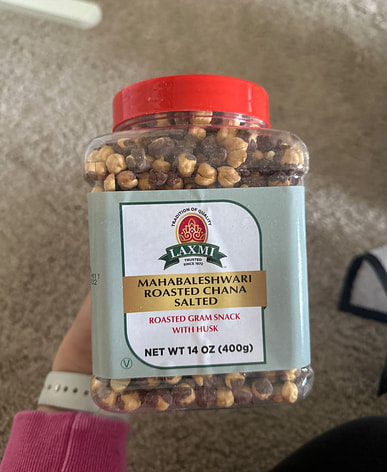 TRADITION OF QUALITY
LAXMI
TRUSTED
SINCE 1972
MAHABALESHWARI
ROASTED CHANA
SALTED
ROASTED GRAM SNACK
WITH HUSK
NET WT 14 OZ (400g)
V